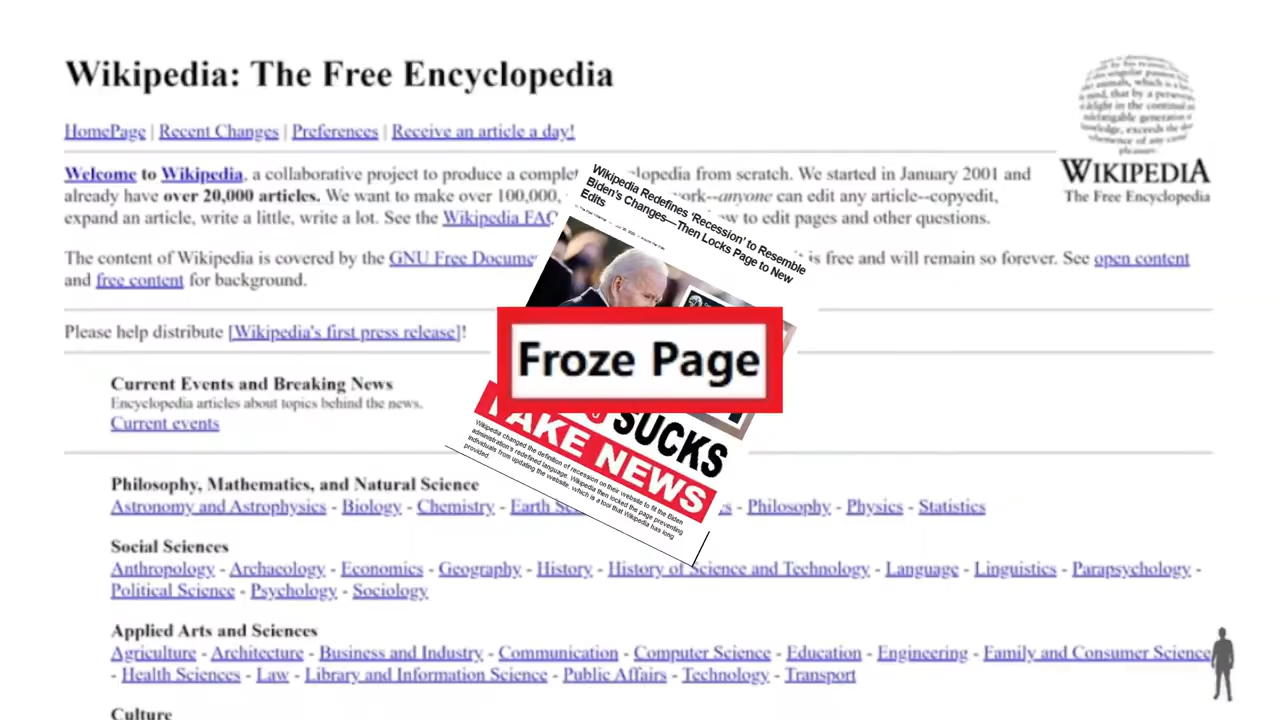 Wikipedia: The Free Encyclopedia
HomePage | Recent Changes | Preferences | Receive an article a day!
Welcome to Wikipedia, a collaborative project to produce a comple lopedia from scratch. We started in January 2001 and
already have over 20,000 articles. We want to make over 100,000, ork--anyone can edit any article--copyedit,
expand an article, write a little, write a lot. See the Wikipedia FAQ w to edit pages and other questions.
The content of Wikipedia is covered by the GNU Free Docume is free and will remain so forever. See open content
and free content for background.
Please help distribute [Wikipedia's first press release]!
Current Events and Breaking News
Encyclopedia articles about topics behind the news.
Current events
Philosophy, Mathematics, and Natural Science
Astronomy and Astrophysics - Biology - Chemistry - Earth Sc s - Philosophy - Physics - Statistics
Social Sciences
Anthropology - Archaeology - Economics - Geography - History - History of Science and Technology - Language - Linguistics - Parapsychology -
Political Science - Psychology - Sociology
Applied Arts and Sciences
Agriculture - Architecture - Business and Industry - Communication - Computer Science - Education - Engineering - Family and Consumer Science
- Health Sciences - Law - Library and Information Science - Public Affairs - Technology - Transport
Culture
WIKIPEDIA
The Free Encyclopedia
Wikipedia Redefines 'Recession' to Resemble
Biden's Changes—Then Locks Page to New
Edits
Froze Page
SUCKS
FAKE NEWS
Wikipedia changed the definition of recession on their website to fit the Biden
administration's redefined language. Wikipedia then locked the page preventing
individuals from updating the website, which is a tool that Wikipedia has long
provided.